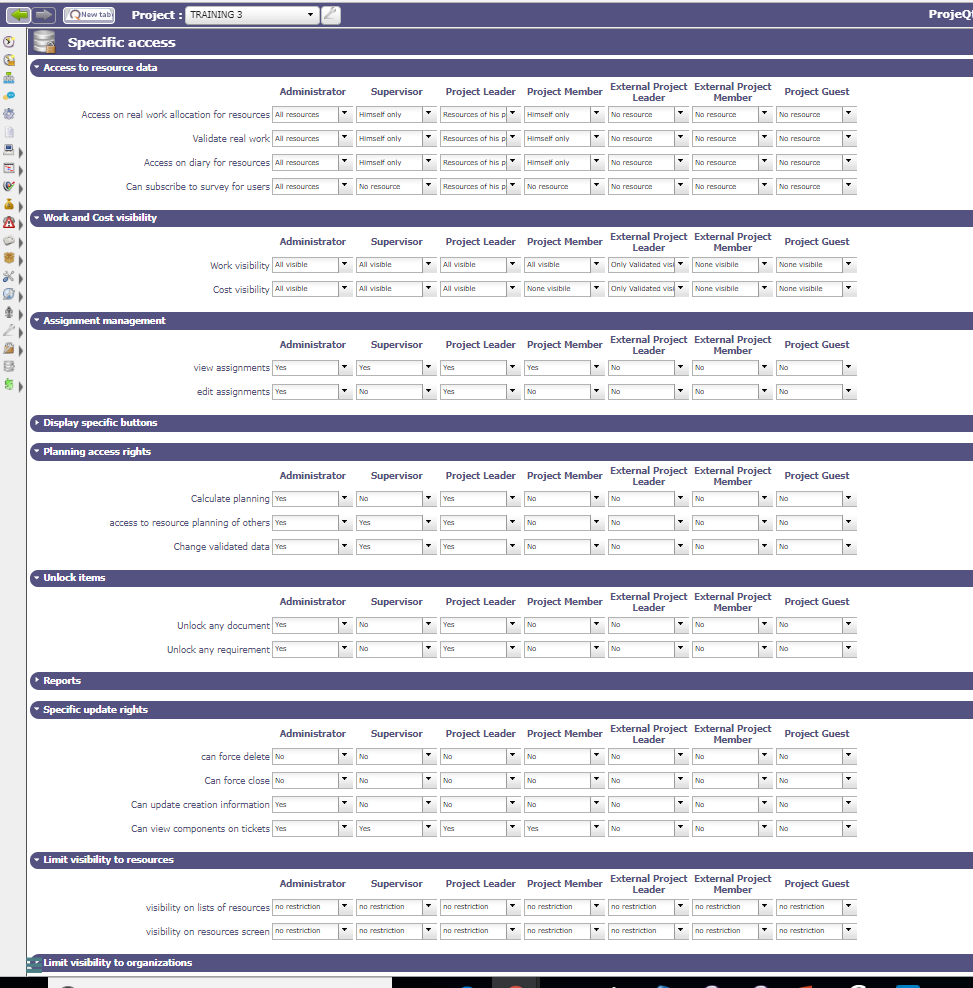 New tab Project : TRAINING 3 ProjeQ
Specific access
Access to resource data
Administrator Supervisor Project Leader Project Member External Project Leader External Project Member Project Guest
Access on real work allocation for resources All resources Himself only Resources of his p Himself only No resource No resource No resource
Validate real work All resources Himself only Resources of his p Himself only No resource No resource No resource
Access on diary for resources All resources Himself only Resources of his p Himself only No resource No resource No resource
Can subscribe to survey for users All resources No resource Resources of his p No resource No resource No resource No resource
Work and Cost visibility
Administrator Supervisor Project Leader Project Member External Project Leader External Project Member Project Guest
Work visibility All visible All visible All visible All visible Only Validated visi None visibile None visibile
Cost visibility All visible All visible All visible None visibile Only Validated visi None visibile None visibile
Assignment management
Administrator Supervisor Project Leader Project Member External Project Leader External Project Member Project Guest
view assignments Yes Yes Yes Yes No No No
edit assignments Yes No Yes No No No No
Display specific buttons
Planning access rights
Administrator Supervisor Project Leader Project Member External Project Leader External Project Member Project Guest
Calculate planning Yes No Yes No No No No
access to resource planning of others Yes Yes Yes No No No No
Change validated data Yes Yes Yes No No No No
Unlock items
Administrator Supervisor Project Leader Project Member External Project Leader External Project Member Project Guest
Unlock any document Yes No Yes No No No No
Unlock any requirement Yes No Yes No No No No
Reports
Specific update rights
Administrator Supervisor Project Leader Project Member External Project Leader External Project Member Project Guest
can force delete No No No No No No No
Can force close No No No No No No No
Can update creation information Yes No No No No No No
Can view components on tickets Yes Yes Yes Yes No No No
Limit visibility to resources
Administrator Supervisor Project Leader Project Member External Project Leader External Project Member Project Guest
visibility on lists of resources no restriction no restriction no restriction no restriction no restriction no restriction no restriction
visibility on resources screen no restriction no restriction no restriction no restriction no restriction no restriction no restriction
Limit visibility to organizations